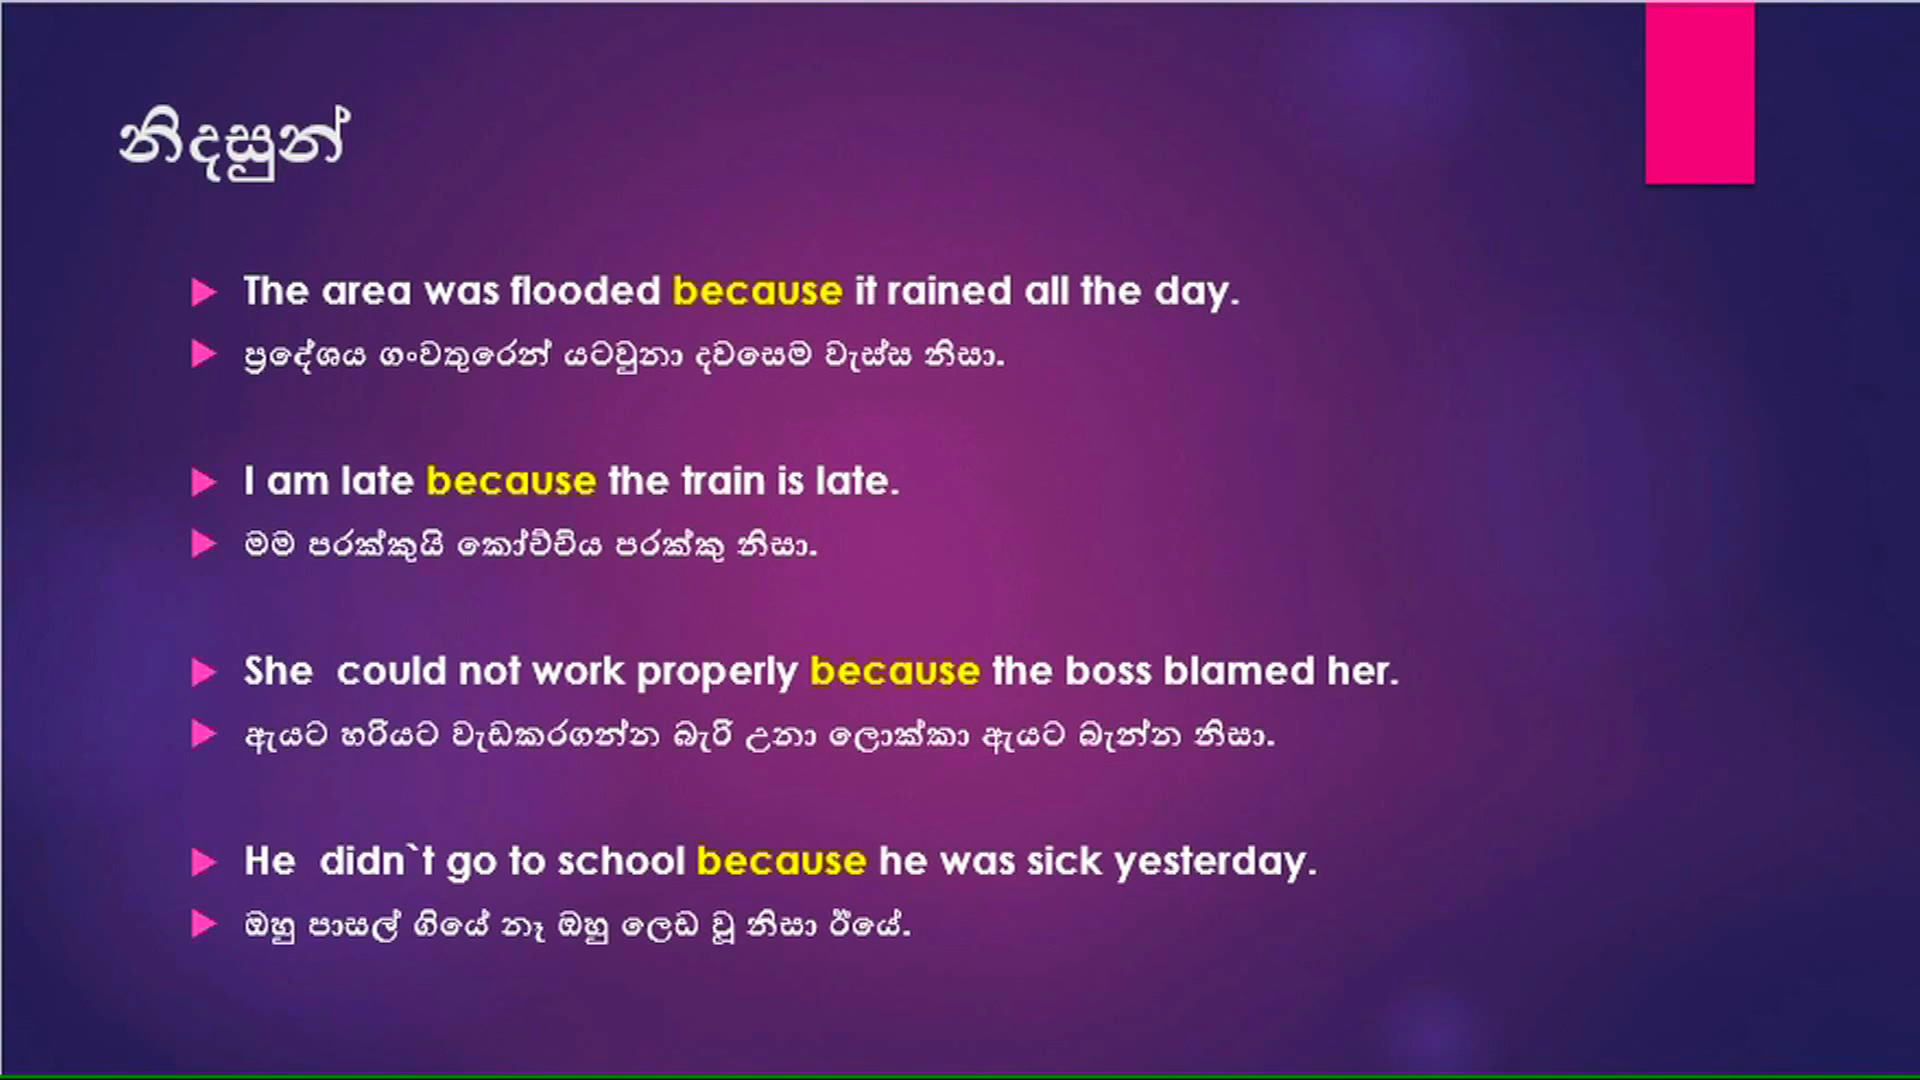 නිදසුන්
The area was flooded because it rained all the day.
ප්‍රදේශය ගංවතුරෙන් යටවුනා දවසෙම වැස්ස නිසා.
I am late because the train is late.
මම පරක්කුයි කෝච්චිය පරක්කු නිසා.
She  could not work properly because the boss blamed her.
ඇයට හරියට වැඩකරගන්න බැරි උනා ලොක්කා ඇයට බැන්න නිසා.
He  didn`t go to school because he was sick yesterday.
ඔහු පාසල් ගියේ නෑ ඔහු ලෙඩ වූ නිසා ඊයේ.